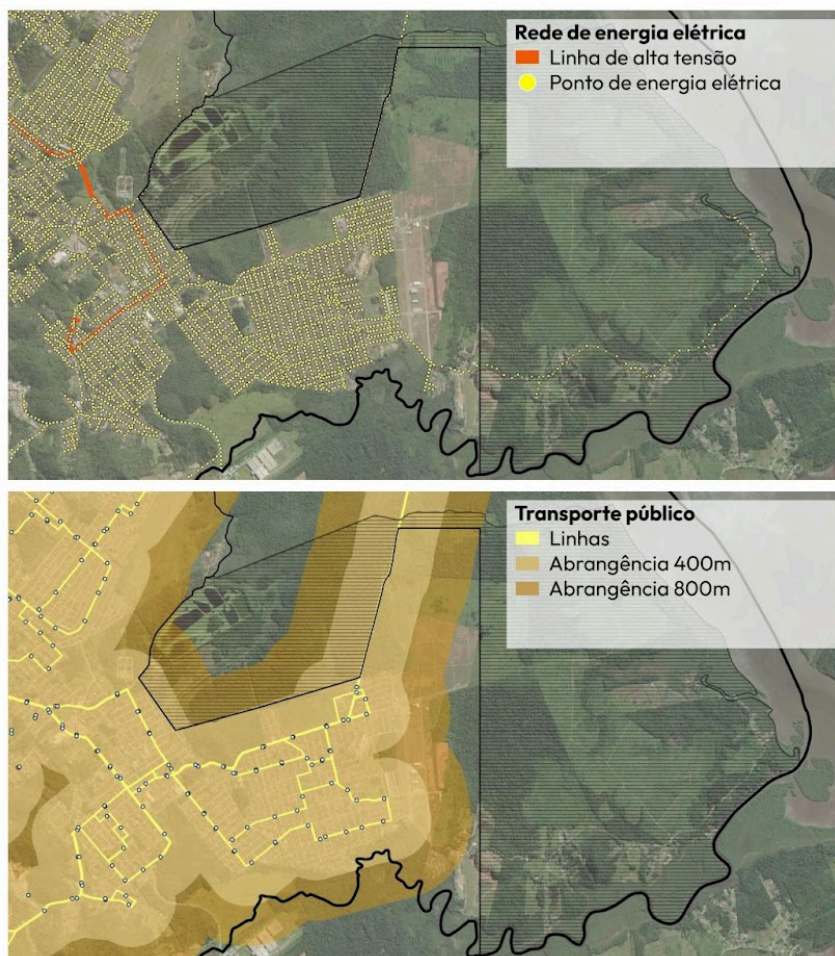 Rede de energia elétrica
Linha de alta tensão
Ponto de energia elétrica
Transporte público
Linhas
Abrangência 400m
Abrangência 800m